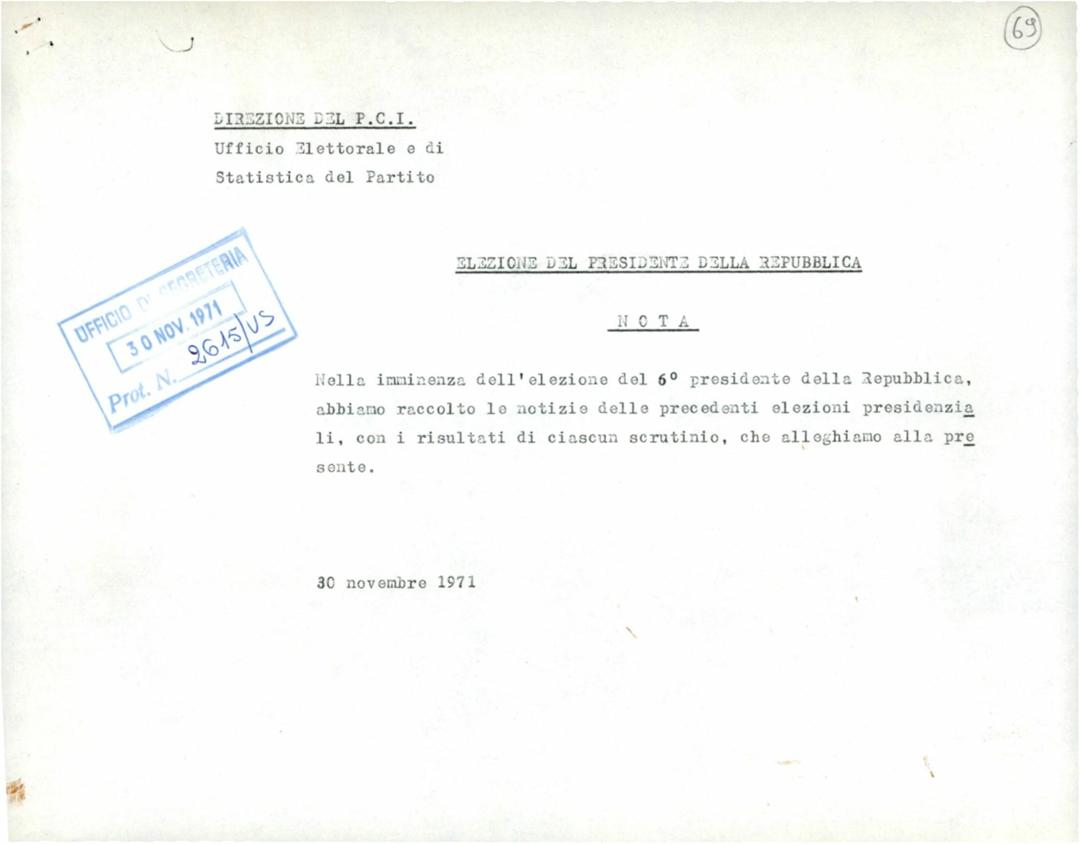 69
DIREZIONE DEL P.C.I.
Ufficio Elettorale e di
Statistica del Partito
ELEZIONE DEL PRESIDENTE DELLA REPUBBLICA
N O T A
UFFICIO DI SEGRETERIA
30 NOV. 1971
Prot. N. 2615/VS
Nella imminenza dell'elezione del 6º presidente della Repubblica,
abbiamo raccolto le notizie delle precedenti elezioni presidenzia
li, con i risultati di ciascun scrutinio, che alleghiamo alla pre
sente.
30 novembre 1971